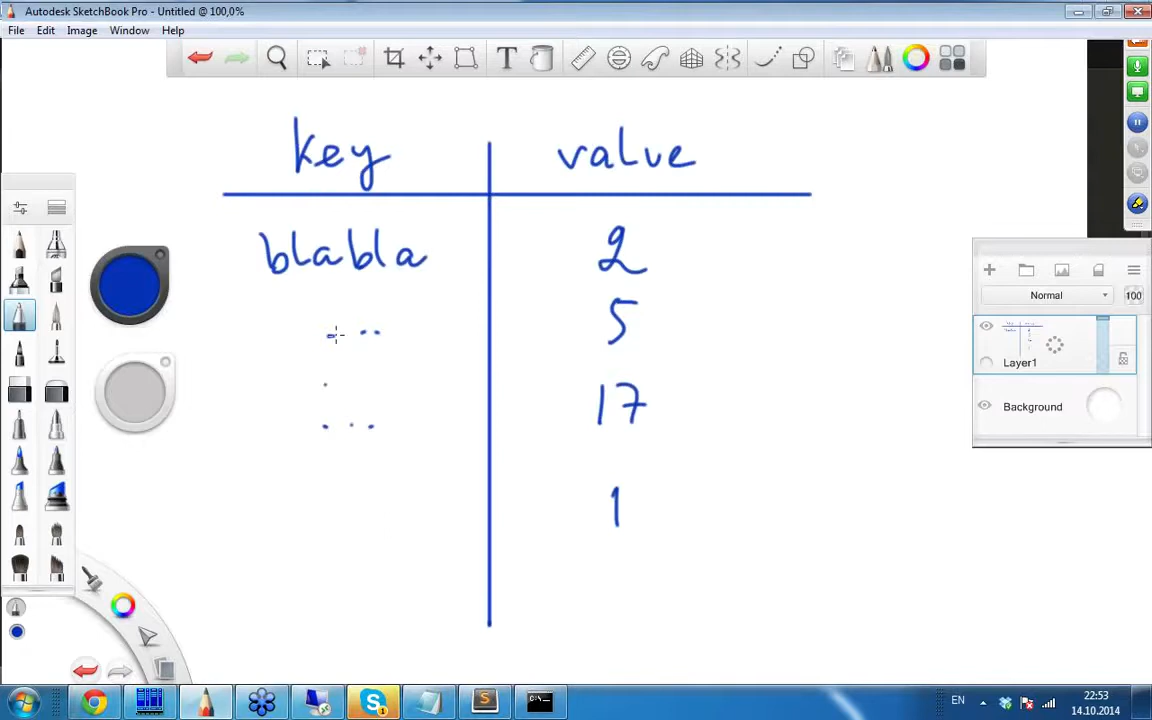 Autodesk SketchBook Pro - Untitled @ 100,0%
File Edit Image Window Help
key value
blabla 2
.. .. 5
. 17
... 1
Normal 100
Layer1
Background
EN 22:53
14.10.2014